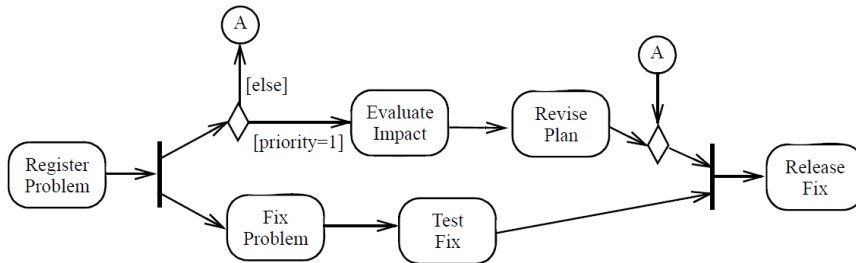 A
A
[else]
Evaluate
Impact
Revise
Plan
[priority=1]
Register
Problem
Release
Fix
Fix
Problem
Test
Fix